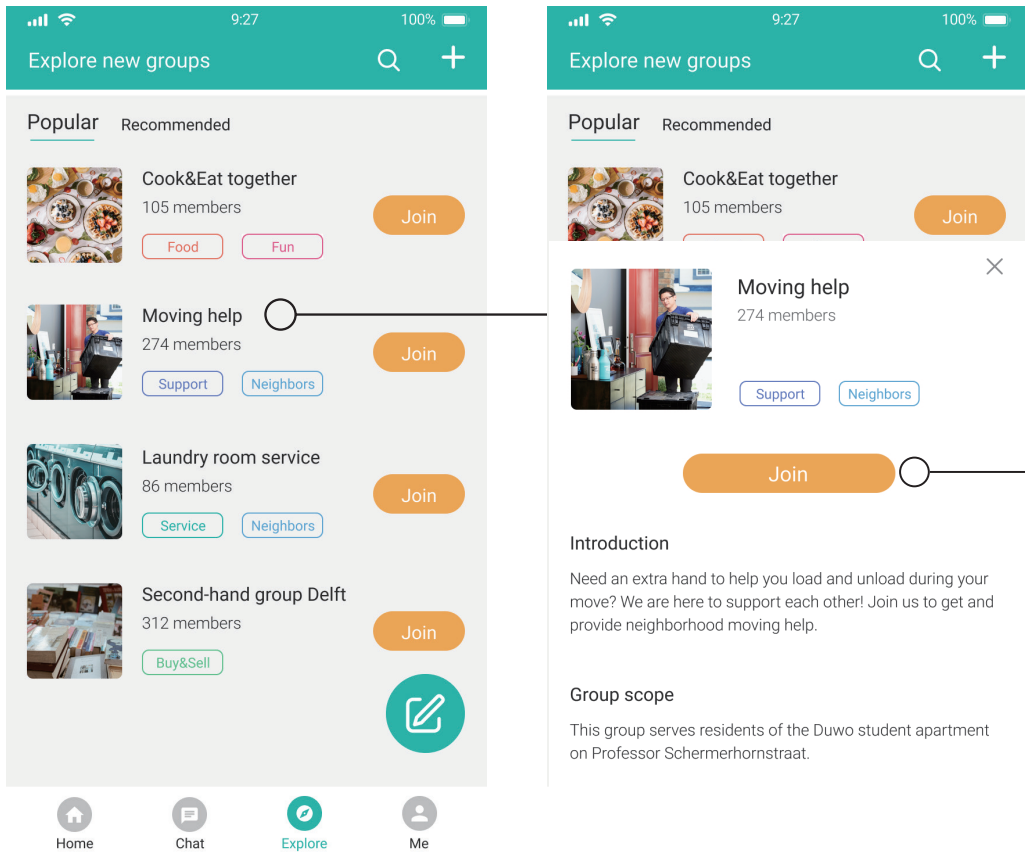 9:27
100%
Explore new groups
Popular
Recommended
Cook&Eat together
105 members
Join
Food
Fun
Moving help
274 members
Join
Support
Neighbors
Laundry room service
86 members
Join
Service
Neighbors
Second-hand group Delft
312 members
Join
Buy&Sell
Home
Chat
Explore
Me
9:27
100%
Explore new groups
Popular
Recommended
Cook&Eat together
105 members
Join
Moving help
274 members
Support
Neighbors
Join
Introduction
Need an extra hand to help you load and unload during your
move? We are here to support each other! Join us to get and
provide neighborhood moving help.
Group scope
This group serves residents of the Duwo student apartment
on Professor Schermerhornstraat.